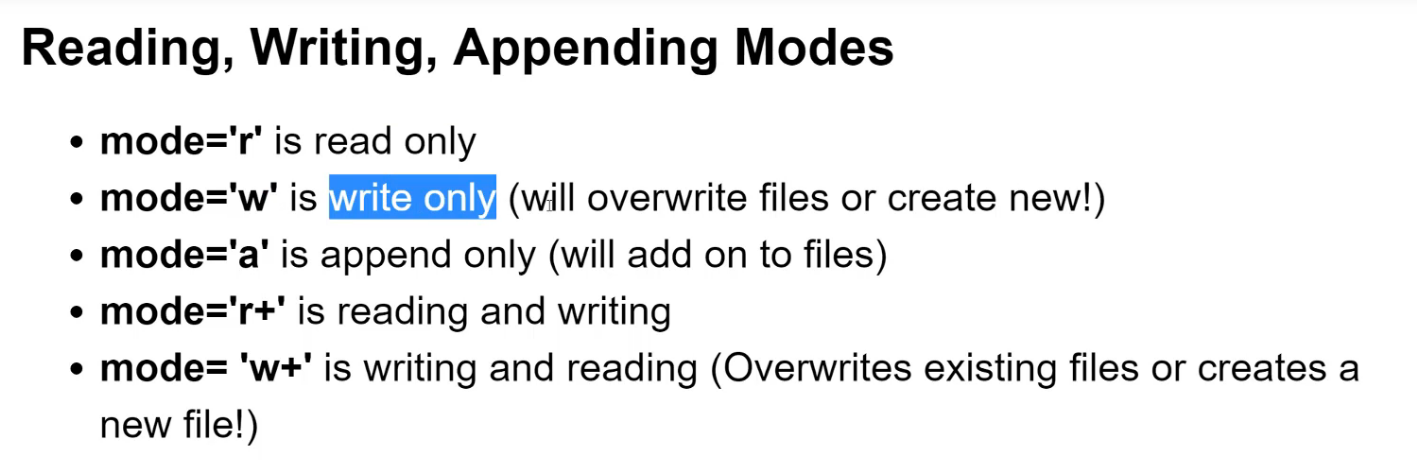 Reading, Writing, Appending Modes
• mode='r' is read only
• mode='w' is write only (will overwrite files or create new!)
• mode='a' is append only (will add on to files)
• mode='r+' is reading and writing
• mode= 'w+' is writing and reading (Overwrites existing files or creates a
new file!)